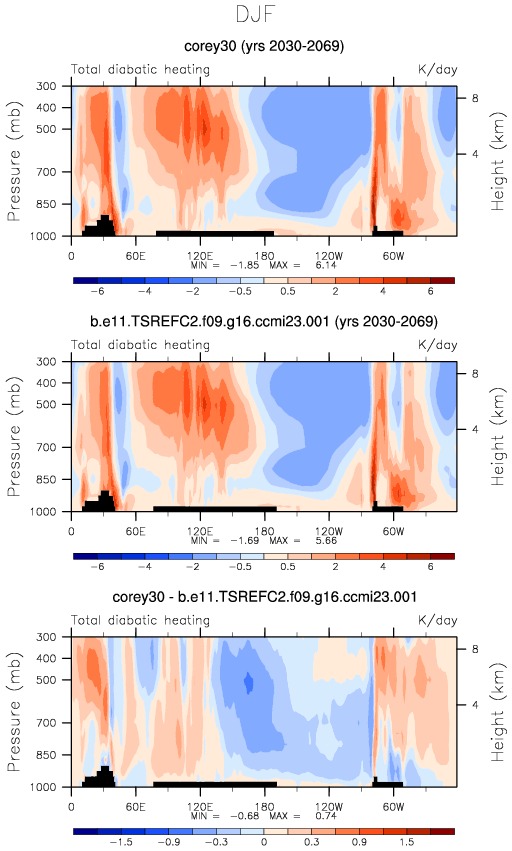 DJF
corey30 (yrs 2030-2069)
Total diabatic heating K/day
300
400
500
700
850
1000
Pressure (mb)
8
4
Height (km)
0 60E 120E 180 120W 60W
MIN = -1.85 MAX = 6.14
-6 -4 -2 -0.5 0.5 2 4 6
b.e11.TSREFC2.f09.g16.ccmi23.001 (yrs 2030-2069)
Total diabatic heating K/day
300
400
500
700
850
1000
Pressure (mb)
8
4
Height (km)
0 60E 120E 180 120W 60W
MIN = -1.69 MAX = 5.66
-6 -4 -2 -0.5 0.5 2 4 6
corey30 - b.e11.TSREFC2.f09.g16.ccmi23.001
Total diabatic heating K/day
300
400
500
700
850
1000
Pressure (mb)
8
4
Height (km)
0 60E 120E 180 120W 60W
MIN = -0.68 MAX = 0.74
-1.5 -0.9 -0.3 0 0.3 0.9 1.5